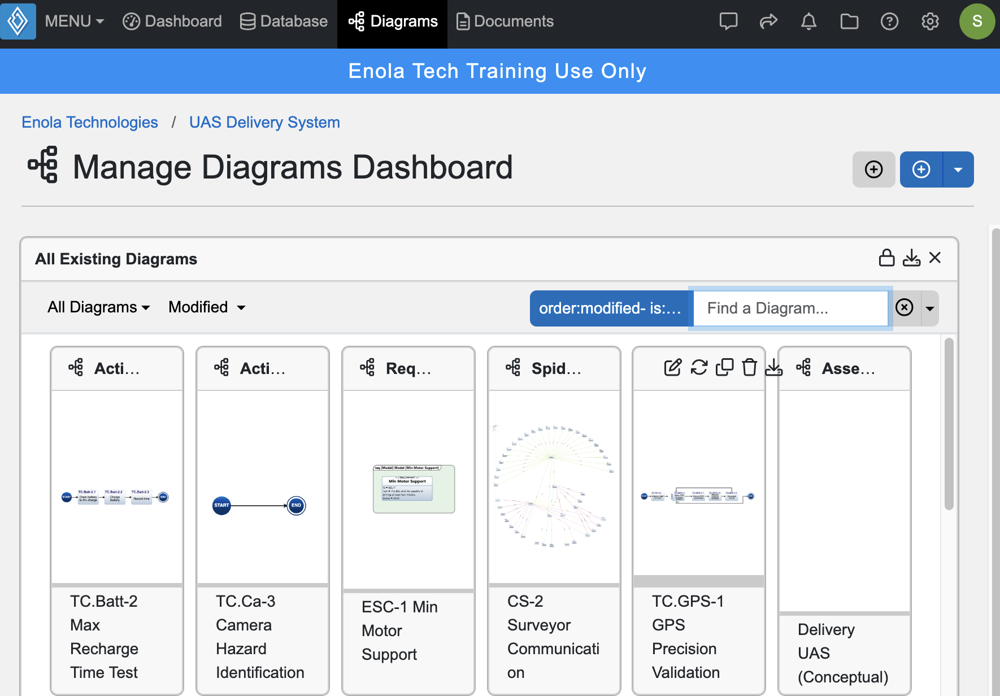 MENU Dashboard Database Diagrams Documents S
Enola Tech Training Use Only
Enola Technologies / UAS Delivery System
Manage Diagrams Dashboard
All Existing Diagrams
All Diagrams Modified order:modified- is:... Find a Diagram...
Acti...
Acti...
Req...
Spid...
Asse...
START
TC.Batt-2.1
Drain battery
to 0% charge
TC.Batt-2.2
Charge
Battery
TC.Batt-2.3
Record time
END
START
END
req [Model] Model [Min Motor Support]
<< Requirement >>
Min Motor Support
TC.Batt-2
Max
Recharge
Time Test
TC.Ca-3
Camera
Hazard
Identification
ESC-1 Min
Motor
Support
CS-2
Surveyor
Communicati
on
TC.GPS-1
GPS
Precision
Validation
Delivery
UAS
(Conceptual)